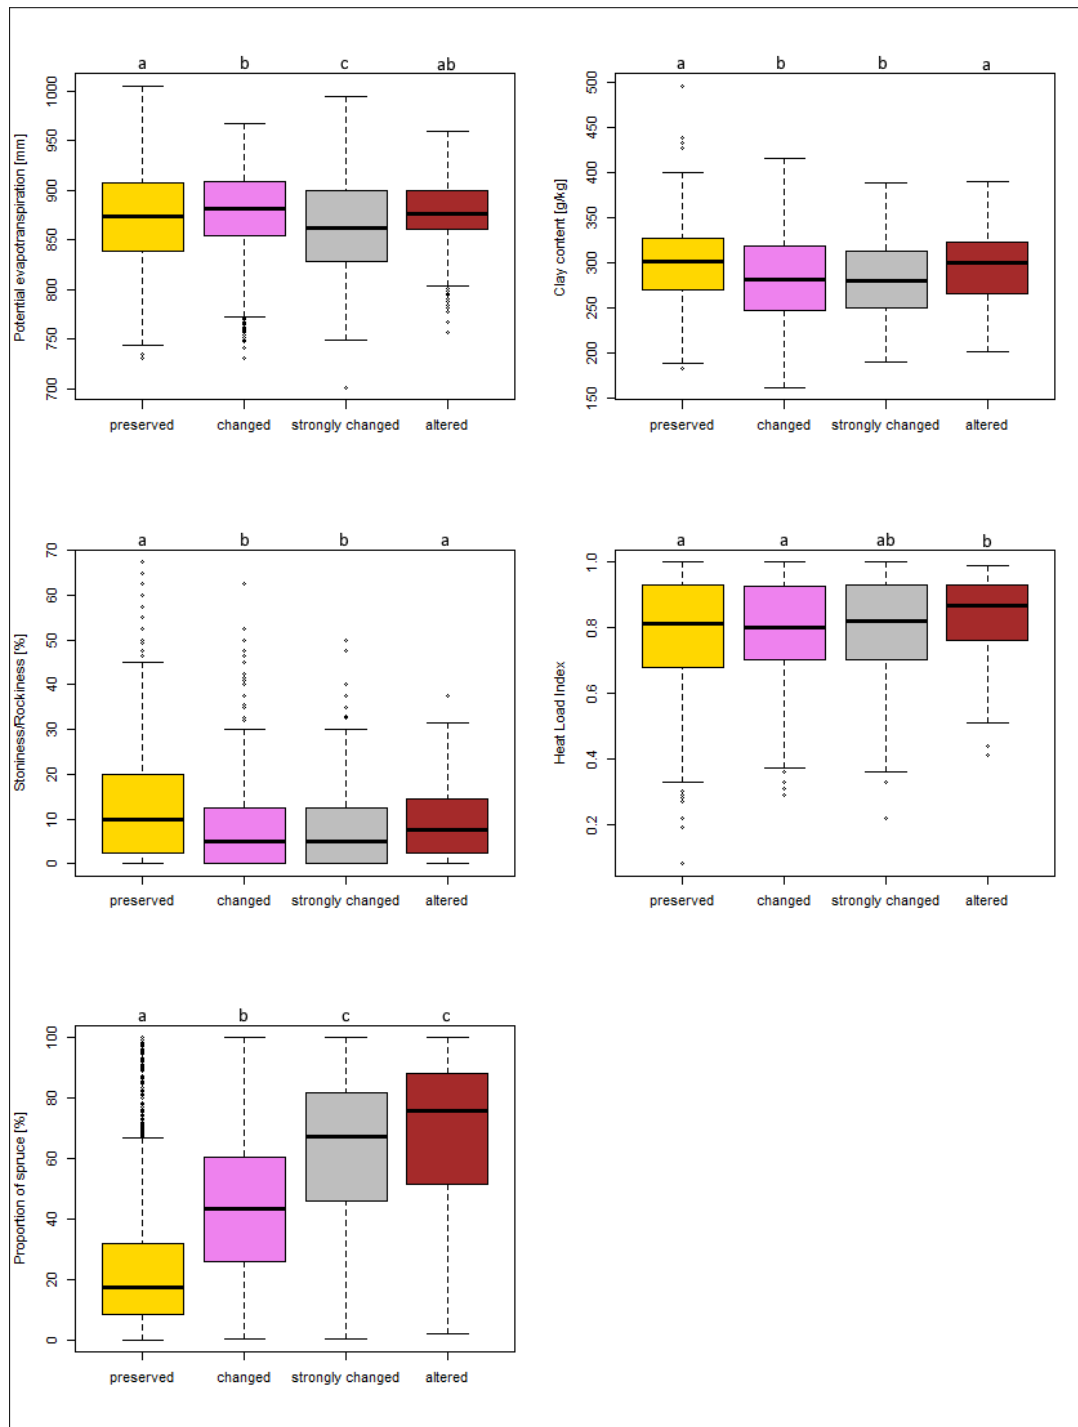 a b c ab
Potential evapotranspiration [mm]
1000
950
900
850
800
750
700
preserved changed strongly changed altered
a b b a
Clay content [g/kg]
500
450
400
350
300
250
200
150
preserved changed strongly changed altered
a b b a
Stoniness/Rockiness [%]
70
60
50
40
30
20
10
0
preserved changed strongly changed altered
a a ab b
Heat Load Index
1.0
0.8
0.6
0.4
0.2
preserved changed strongly changed altered
a b c c
Proportion of spruce [%]
100
80
60
40
20
0
preserved changed strongly changed altered